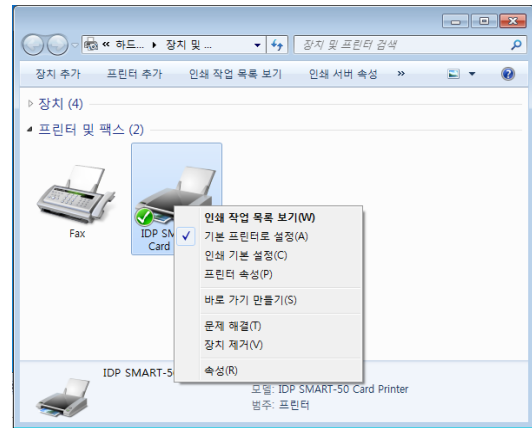 « 하드... ▸ 장치 및 ... 장치 및 프린터 검색
장치 추가 프린터 추가 인쇄 작업 목록 보기 인쇄 서버 속성 »
장치 (4)
프린터 및 팩스 (2)
Fax
IDP SM
Card
인쇄 작업 목록 보기(W)
기본 프린터로 설정(A)
인쇄 기본 설정(C)
프린터 속성(P)
바로 가기 만들기(S)
문제 해결(T)
장치 제거(V)
속성(R)
IDP SMART-5
모델: IDP SMART-50 Card Printer
범주: 프린터